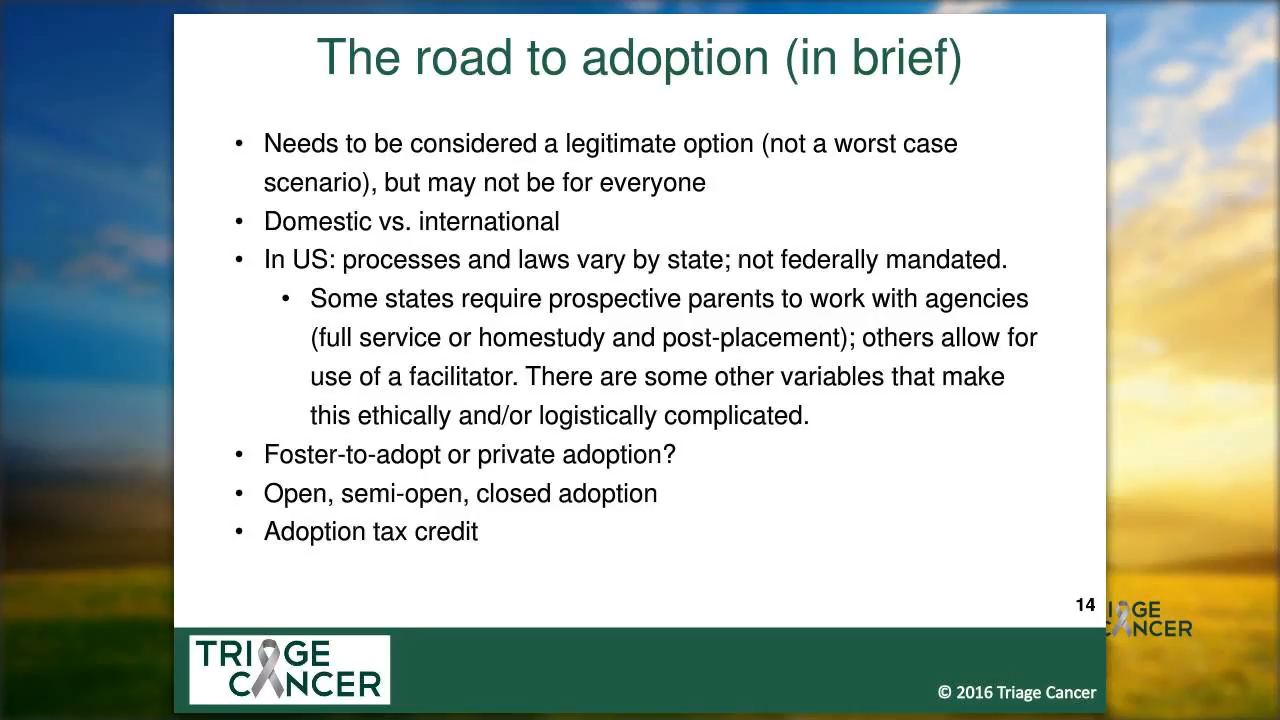 The road to adoption (in brief)
• Needs to be considered a legitimate option (not a worst case
scenario), but may not be for everyone
• Domestic vs. international
• In US: processes and laws vary by state; not federally mandated.
• Some states require prospective parents to work with agencies
(full service or homestudy and post-placement); others allow for
use of a facilitator. There are some other variables that make
this ethically and/or logistically complicated.
• Foster-to-adopt or private adoption?
• Open, semi-open, closed adoption
• Adoption tax credit
14
TRIAGE
CANCER
© 2016 Triage Cancer
IAGE
CANCER